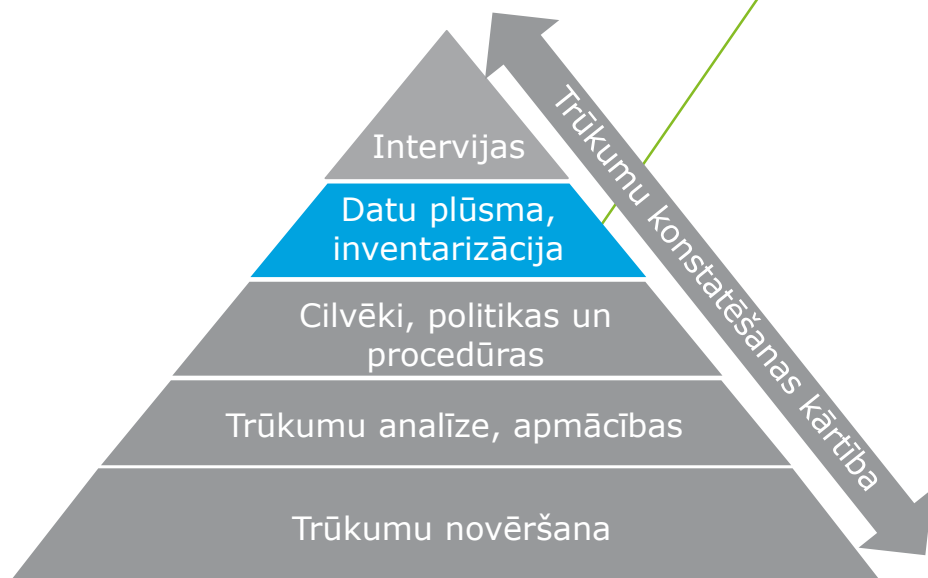 Intervijas
Datu plūsma,
inventarizācija
Cilvēki, politikas un
procedūras
Trūkumu analīze, apmācības
Trūkumu novēršana
Trūkumu konstatēšanas kārtība